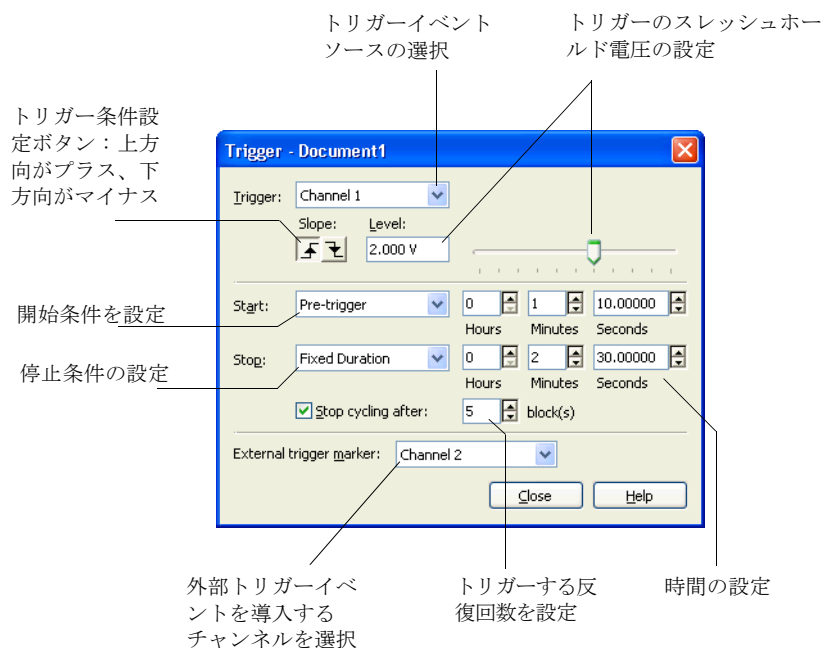 トリガーイベント
ソースの選択
トリガーのスレッシュホー
ルド電圧の設定
トリガー条件設
定ボタン：上方
向がプラス、下
方向がマイナス
Trigger - Document1
Trigger: Channel 1
Slope: Level:
2.000 V
開始条件を設定
Start: Pre-trigger 0 1 10.00000
Hours Minutes Seconds
停止条件の設定
Stop: Fixed Duration 0 2 30.00000
Hours Minutes Seconds
Stop cycling after: 5 block(s)
External trigger marker: Channel 2
Close Help
外部トリガーイベ
ントを導入する
チャンネルを選択
トリガーする反
復回数を設定
時間の設定